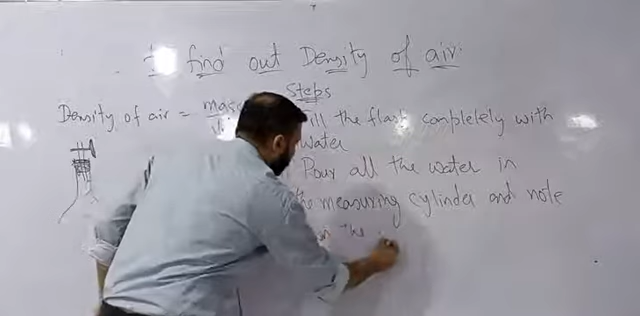 to find out Density of air.
Steps
Density of air = mass
fill the flask completely with
water
Pour all the water in
the measuring cylinder and note
the